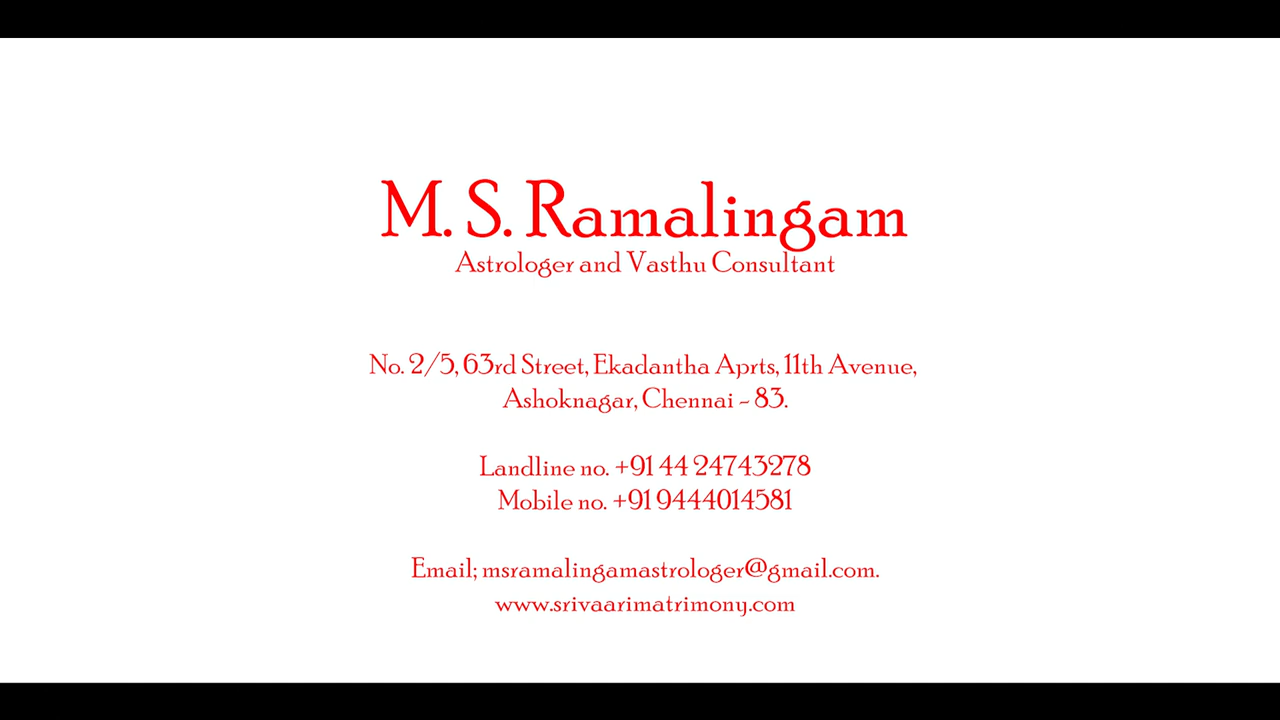 M. S. Ramalingam
Astrologer and Vasthu Consultant
No. 2/5, 63rd Street, Ekadantha Aprts, 11th Avenue,
Ashoknagar, Chennai - 83.
Landline no. +91 44 24743278
Mobile no. +91 9444014581
Email; msramalingamastrologer@gmail.com.
www.srivaarimatrimony.com